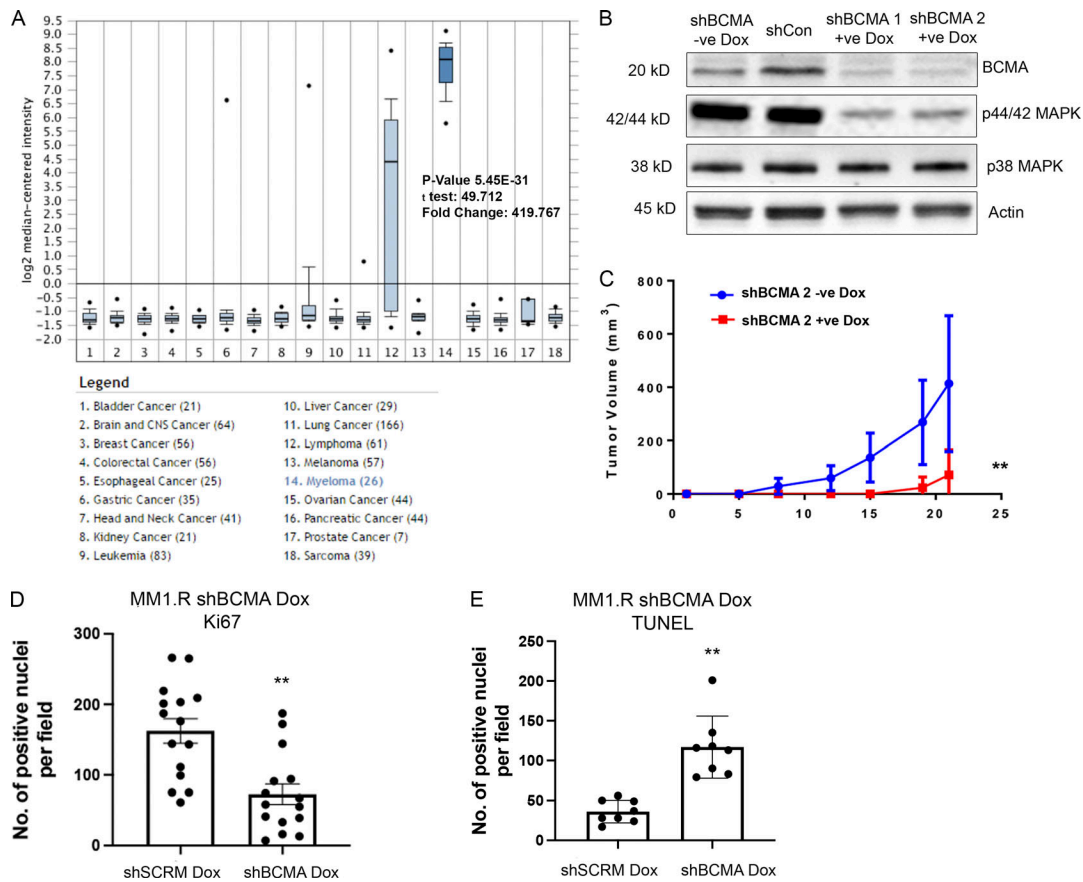 A
log2 median-centered intensity
9.5
9.0
8.5
8.0
7.5
7.0
6.5
6.0
5.5
5.0
4.5
4.0
3.5
3.0
2.5
2.0
1.5
1.0
0.5
0.0
-0.5
-1.0
-1.5
-2.0
P-Value 5.45E-31
t test: 49.712
Fold Change: 419.767
1 2 3 4 5 6 7 8 9 10 11 12 13 14 15 16 17 18
Legend
1. Bladder Cancer (21)
2. Brain and CNS Cancer (64)
3. Breast Cancer (56)
4. Colorectal Cancer (56)
5. Esophageal Cancer (25)
6. Gastric Cancer (35)
7. Head and Neck Cancer (41)
8. Kidney Cancer (21)
9. Leukemia (83)
10. Liver Cancer (29)
11. Lung Cancer (166)
12. Lymphoma (61)
13. Melanoma (57)
14. Myeloma (26)
15. Ovarian Cancer (44)
16. Pancreatic Cancer (44)
17. Prostate Cancer (7)
18. Sarcoma (39)
B
shBCMA
-ve Dox
shCon
shBCMA 1
+ve Dox
shBCMA 2
+ve Dox
20 kD
BCMA
42/44 kD
p44/42 MAPK
38 kD
p38 MAPK
45 kD
Actin
C
Tumor Volume (mm³)
800
600
400
200
0
shBCMA 2 -ve Dox
shBCMA 2 +ve Dox
**
0 5 10 15 20 25
D
MM1.R shBCMA Dox
Ki67
No. of positive nuclei
per field
300
200
100
0
**
shSCRM Dox
shBCMA Dox
E
MM1.R shBCMA Dox
TUNEL
No. of positive nuclei
per field
250
200
150
100
50
0
**
shSCRM Dox
shBCMA Dox